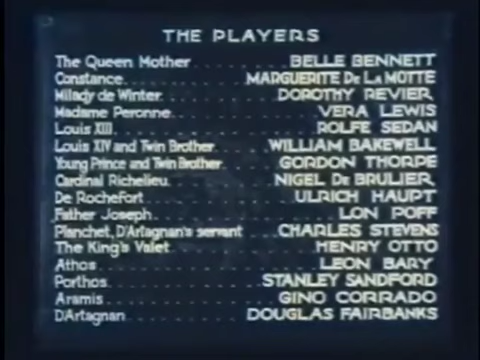 THE PLAYERS
The Queen Mother.......... BELLE BENNETT
Constance.......... MARGUERITE DE LA MOTTE
Milady de Winter.......... DOROTHY REVIER
Madame Peronne.......... VERA LEWIS
Louis XIII.......... ROLFE SEDAN
Louis XIV and Twin Brother.......... WILLIAM BAKEWELL
Young Prince and Twin Brother.......... GORDON THORPE
Cardinal Richelieu.......... NIGEL DE BRULIER
De Rochefort.......... ULRICH HAUPT
Father Joseph.......... LON POFF
Planchet, D'Artagnan's servant CHARLES STEVENS
The King's Valet.......... HENRY OTTO
Athos.......... LEON BARY
Porthos.......... STANLEY SANDFORD
Aramis.......... GINO CORRADO
D'Artagnan.......... DOUGLAS FAIRBANKS